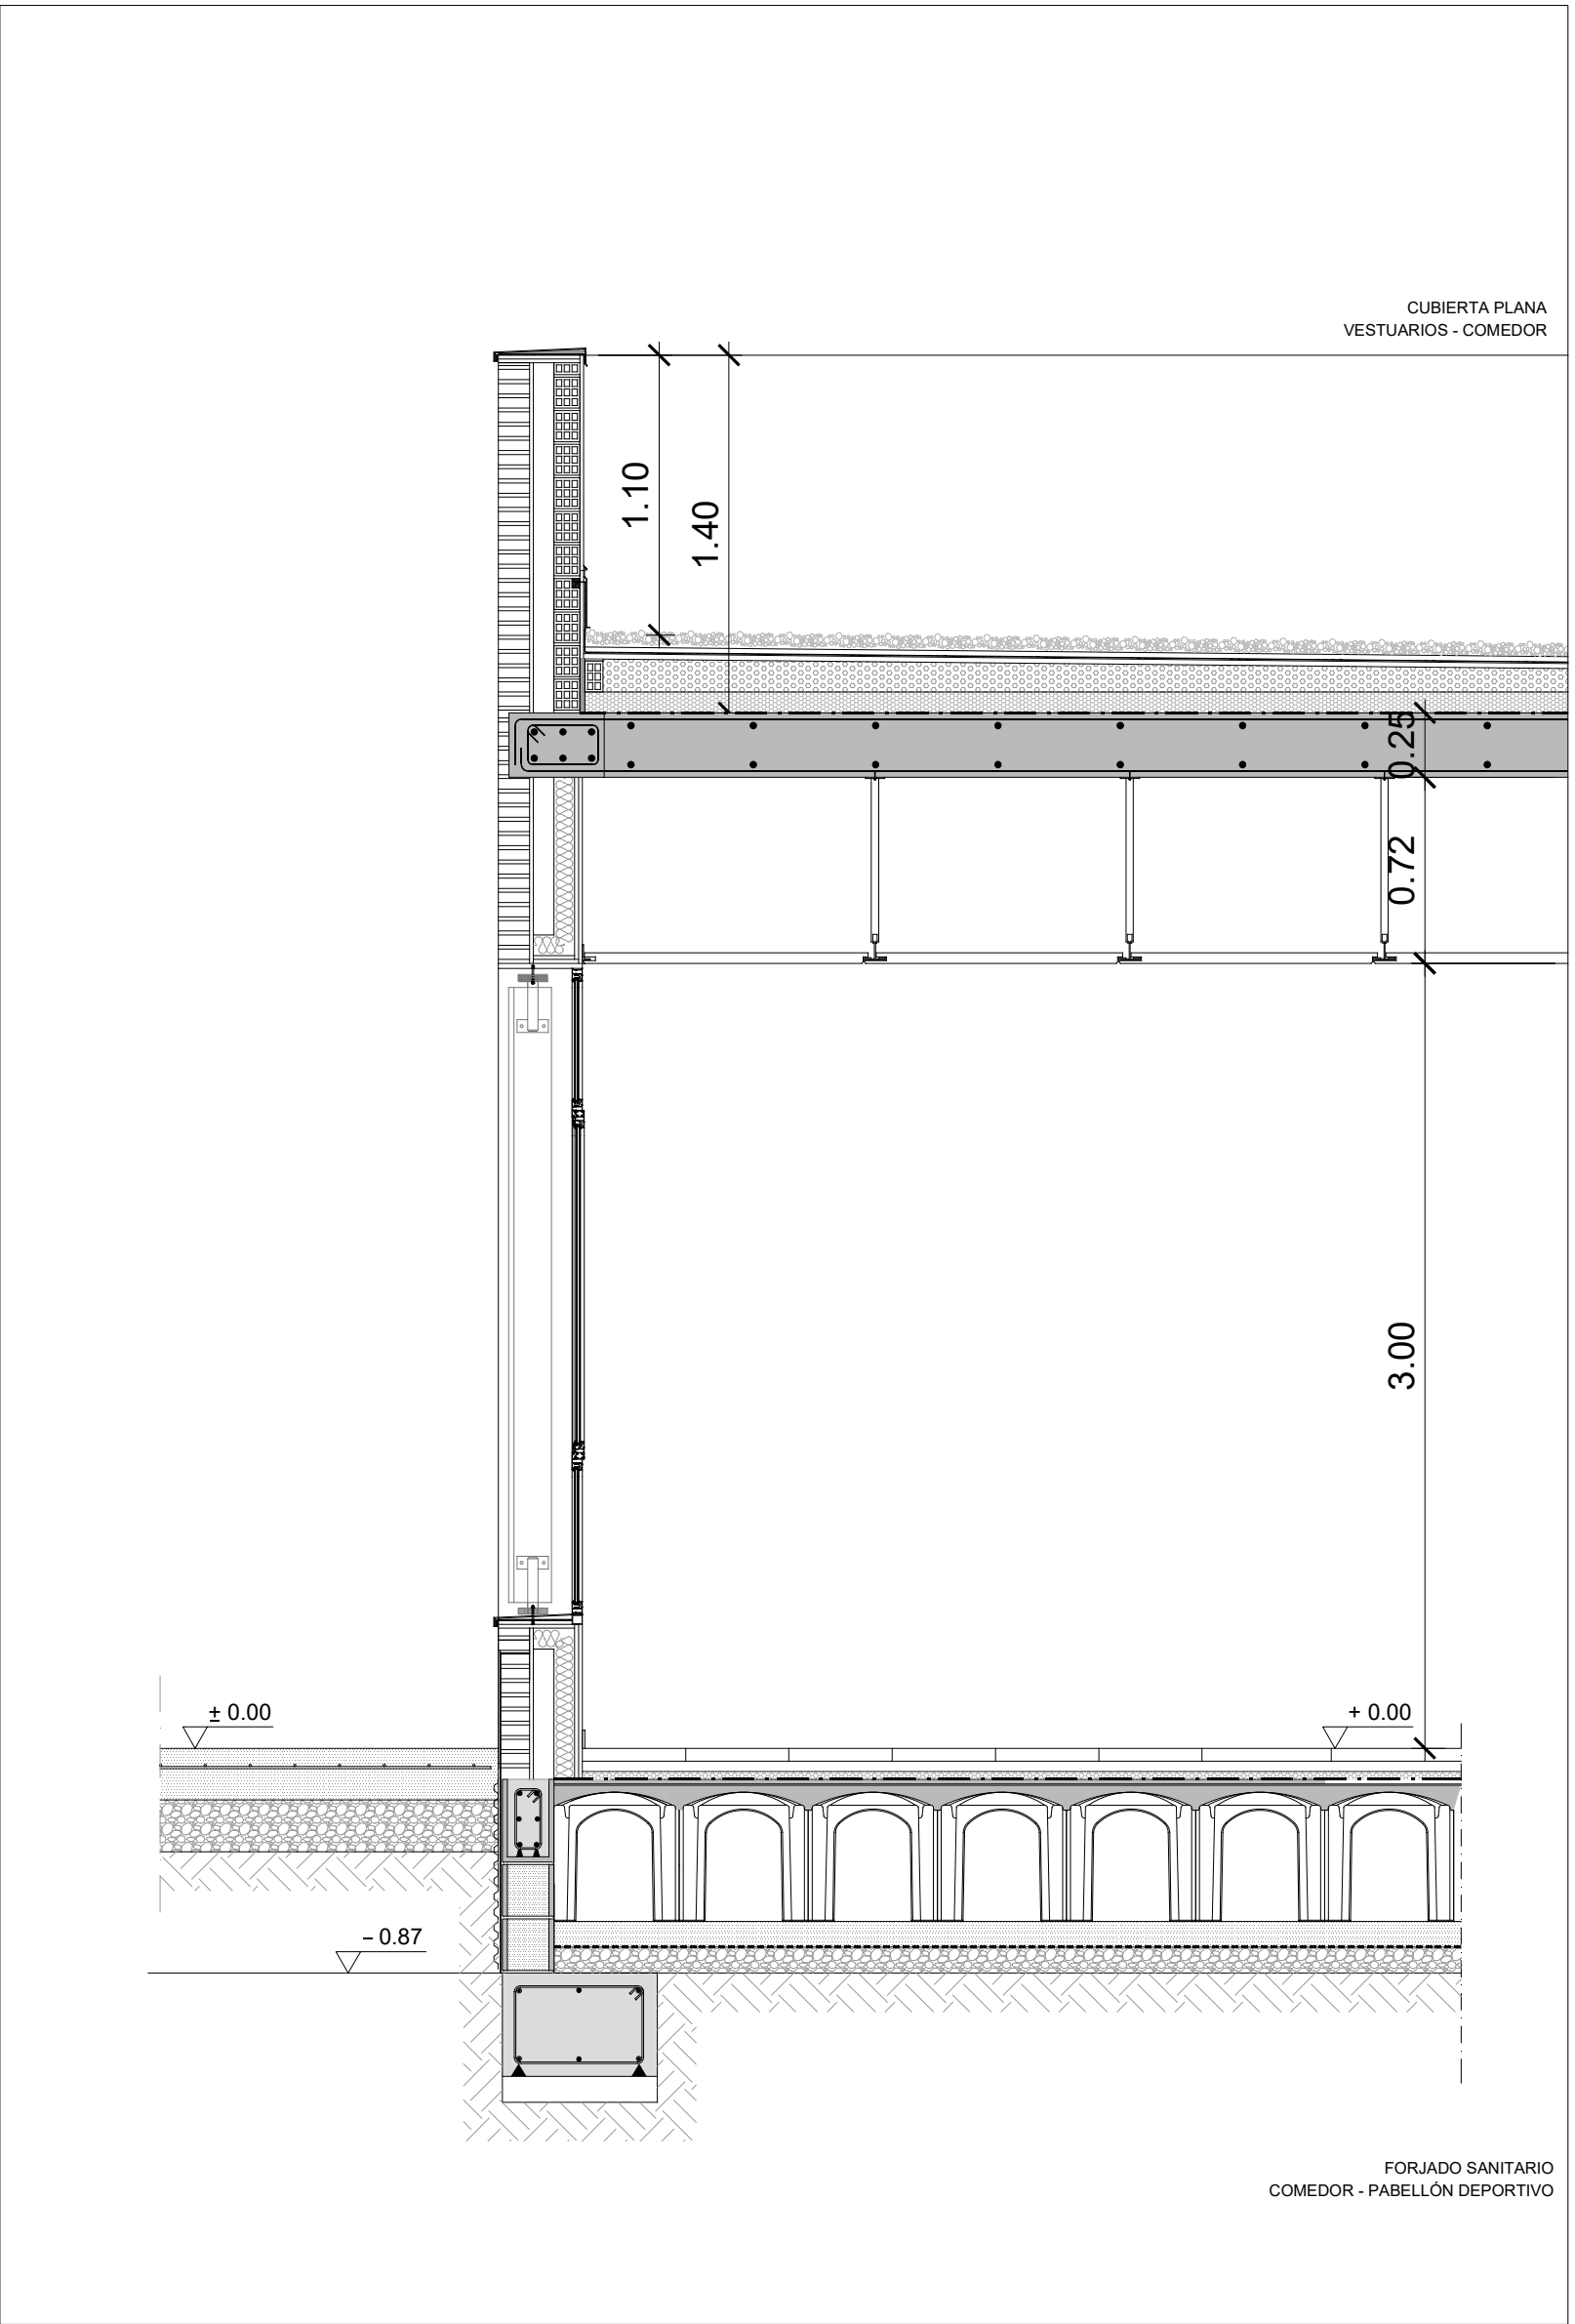 CUBIERTA PLANA
VESTUARIOS - COMEDOR
1.10
1.40
0.25
0.72
3.00
± 0.00
+ 0.00
– 0.87
FORJADO SANITARIO
COMEDOR - PABELLÓN DEPORTIVO